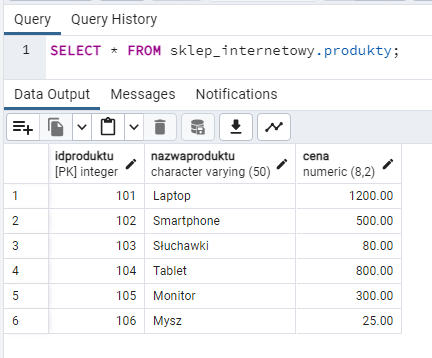 Query Query History
1 SELECT * FROM sklep_internetowy.produkty;
Data Output Messages Notifications
idproduktu nazwaproduktu cena
[PK] integer character varying (50) numeric (8,2)
1 101 Laptop 1200.00
2 102 Smartphone 500.00
3 103 Słuchawki 80.00
4 104 Tablet 800.00
5 105 Monitor 300.00
6 106 Mysz 25.00